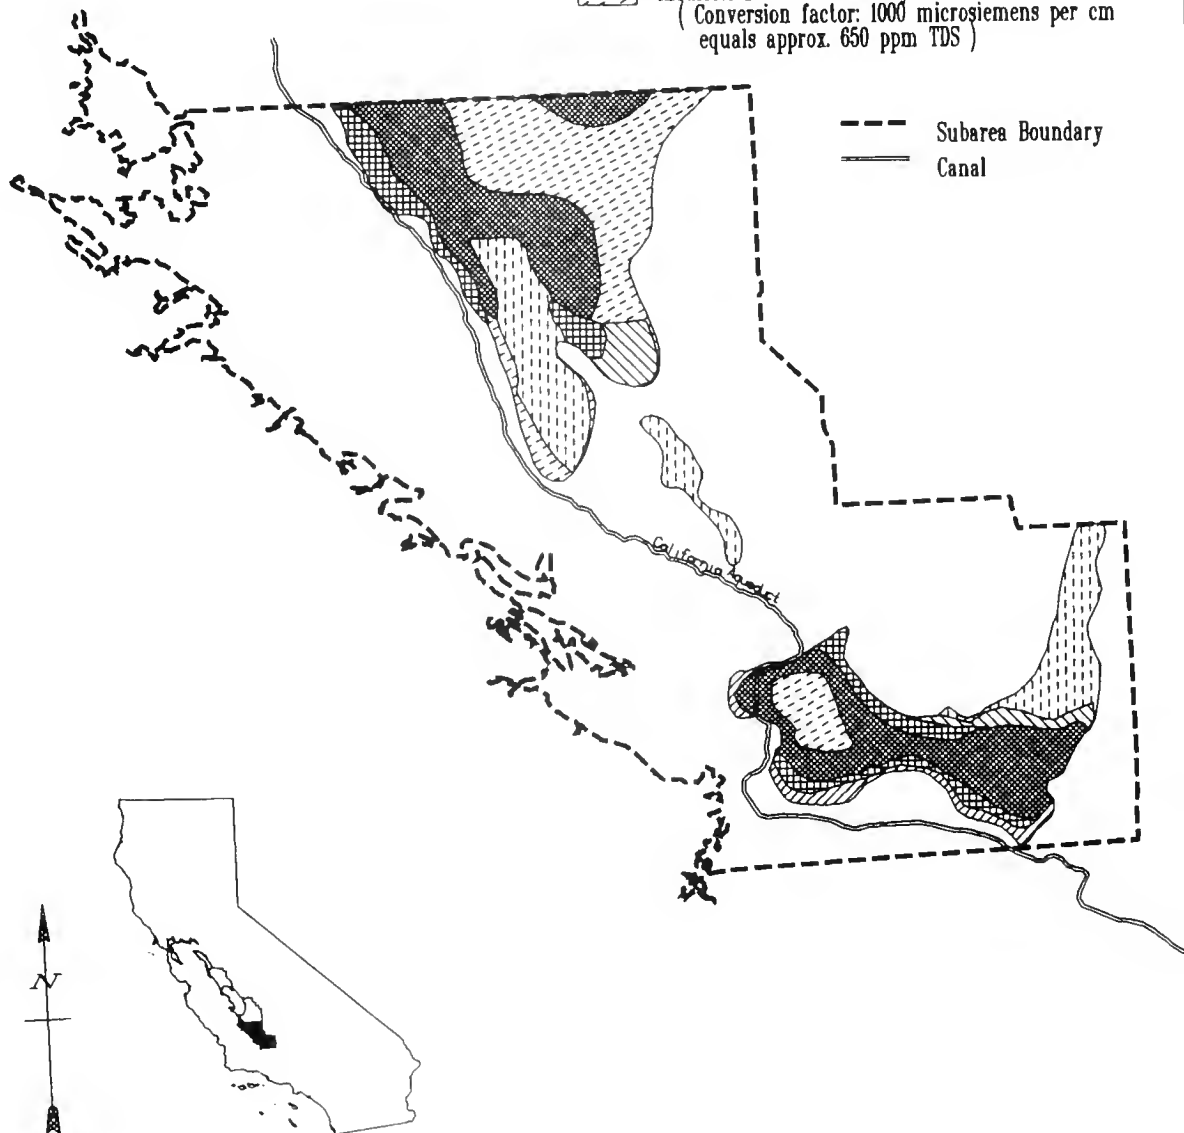 ( Conversion factor: 1000 microsiemens per cm
equals approx. 650 ppm TDS )
Subarea Boundary
Canal
California Aqueduct
N